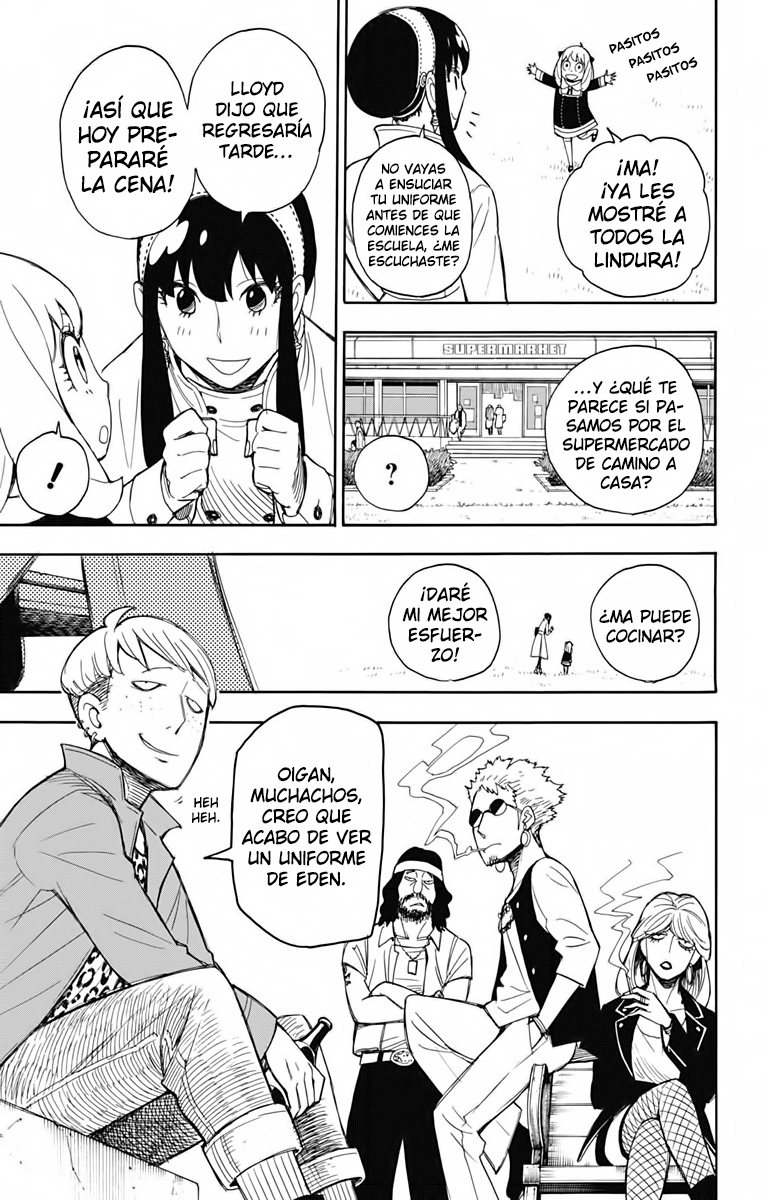 PASITOS
PASITOS
PASITOS
¡MA!
¡YA LES
MOSTRÉ A
TODOS LA
LINDURA!
NO VAYAS
A ENSUCIAR
TU UNIFORME
ANTES DE QUE
COMIENCES LA
ESCUELA, ¿ME
ESCUCHASTE?
LLOYD
DIJO QUE
REGRESARÍA
TARDE...
¡ASÍ QUE
HOY PRE-
PARARÉ
LA CENA!
!
SUPERMARKET
...Y ¿QUÉ TE
PARECE SI PA-
SAMOS POR EL
SUPERMERCADO
DE CAMINO A
CASA?
?
¿MA PUEDE
COCINAR?
¡DARÉ
MI MEJOR
ESFUER-
ZO!
HEH
HEH.
OIGAN,
MUCHACHOS,
CREO QUE
ACABO DE VER
UN UNIFORME
DE EDEN.